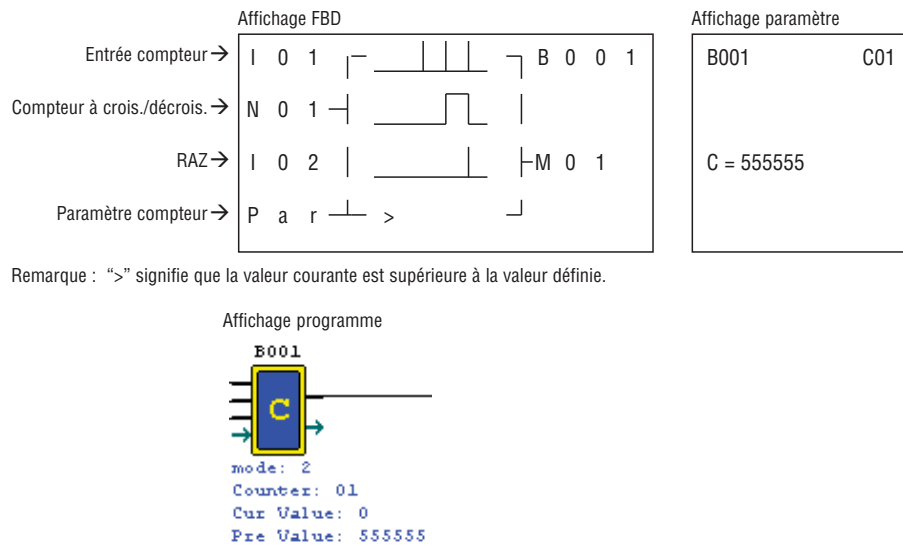 Affichage FBD
Affichage paramètre
Entrée compteur → I 0 1 B 0 0 1
B001 C01
Compteur à crois./décrois. → N 0 1
RAZ → I 0 2 M 0 1
C = 555555
Paramètre compteur → P a r >
Remarque : “>” signifie que la valeur courante est supérieure à la valeur définie.
Affichage programme
B001
C
mode: 2
Counter: 01
Cur Value: 0
Pre Value: 555555